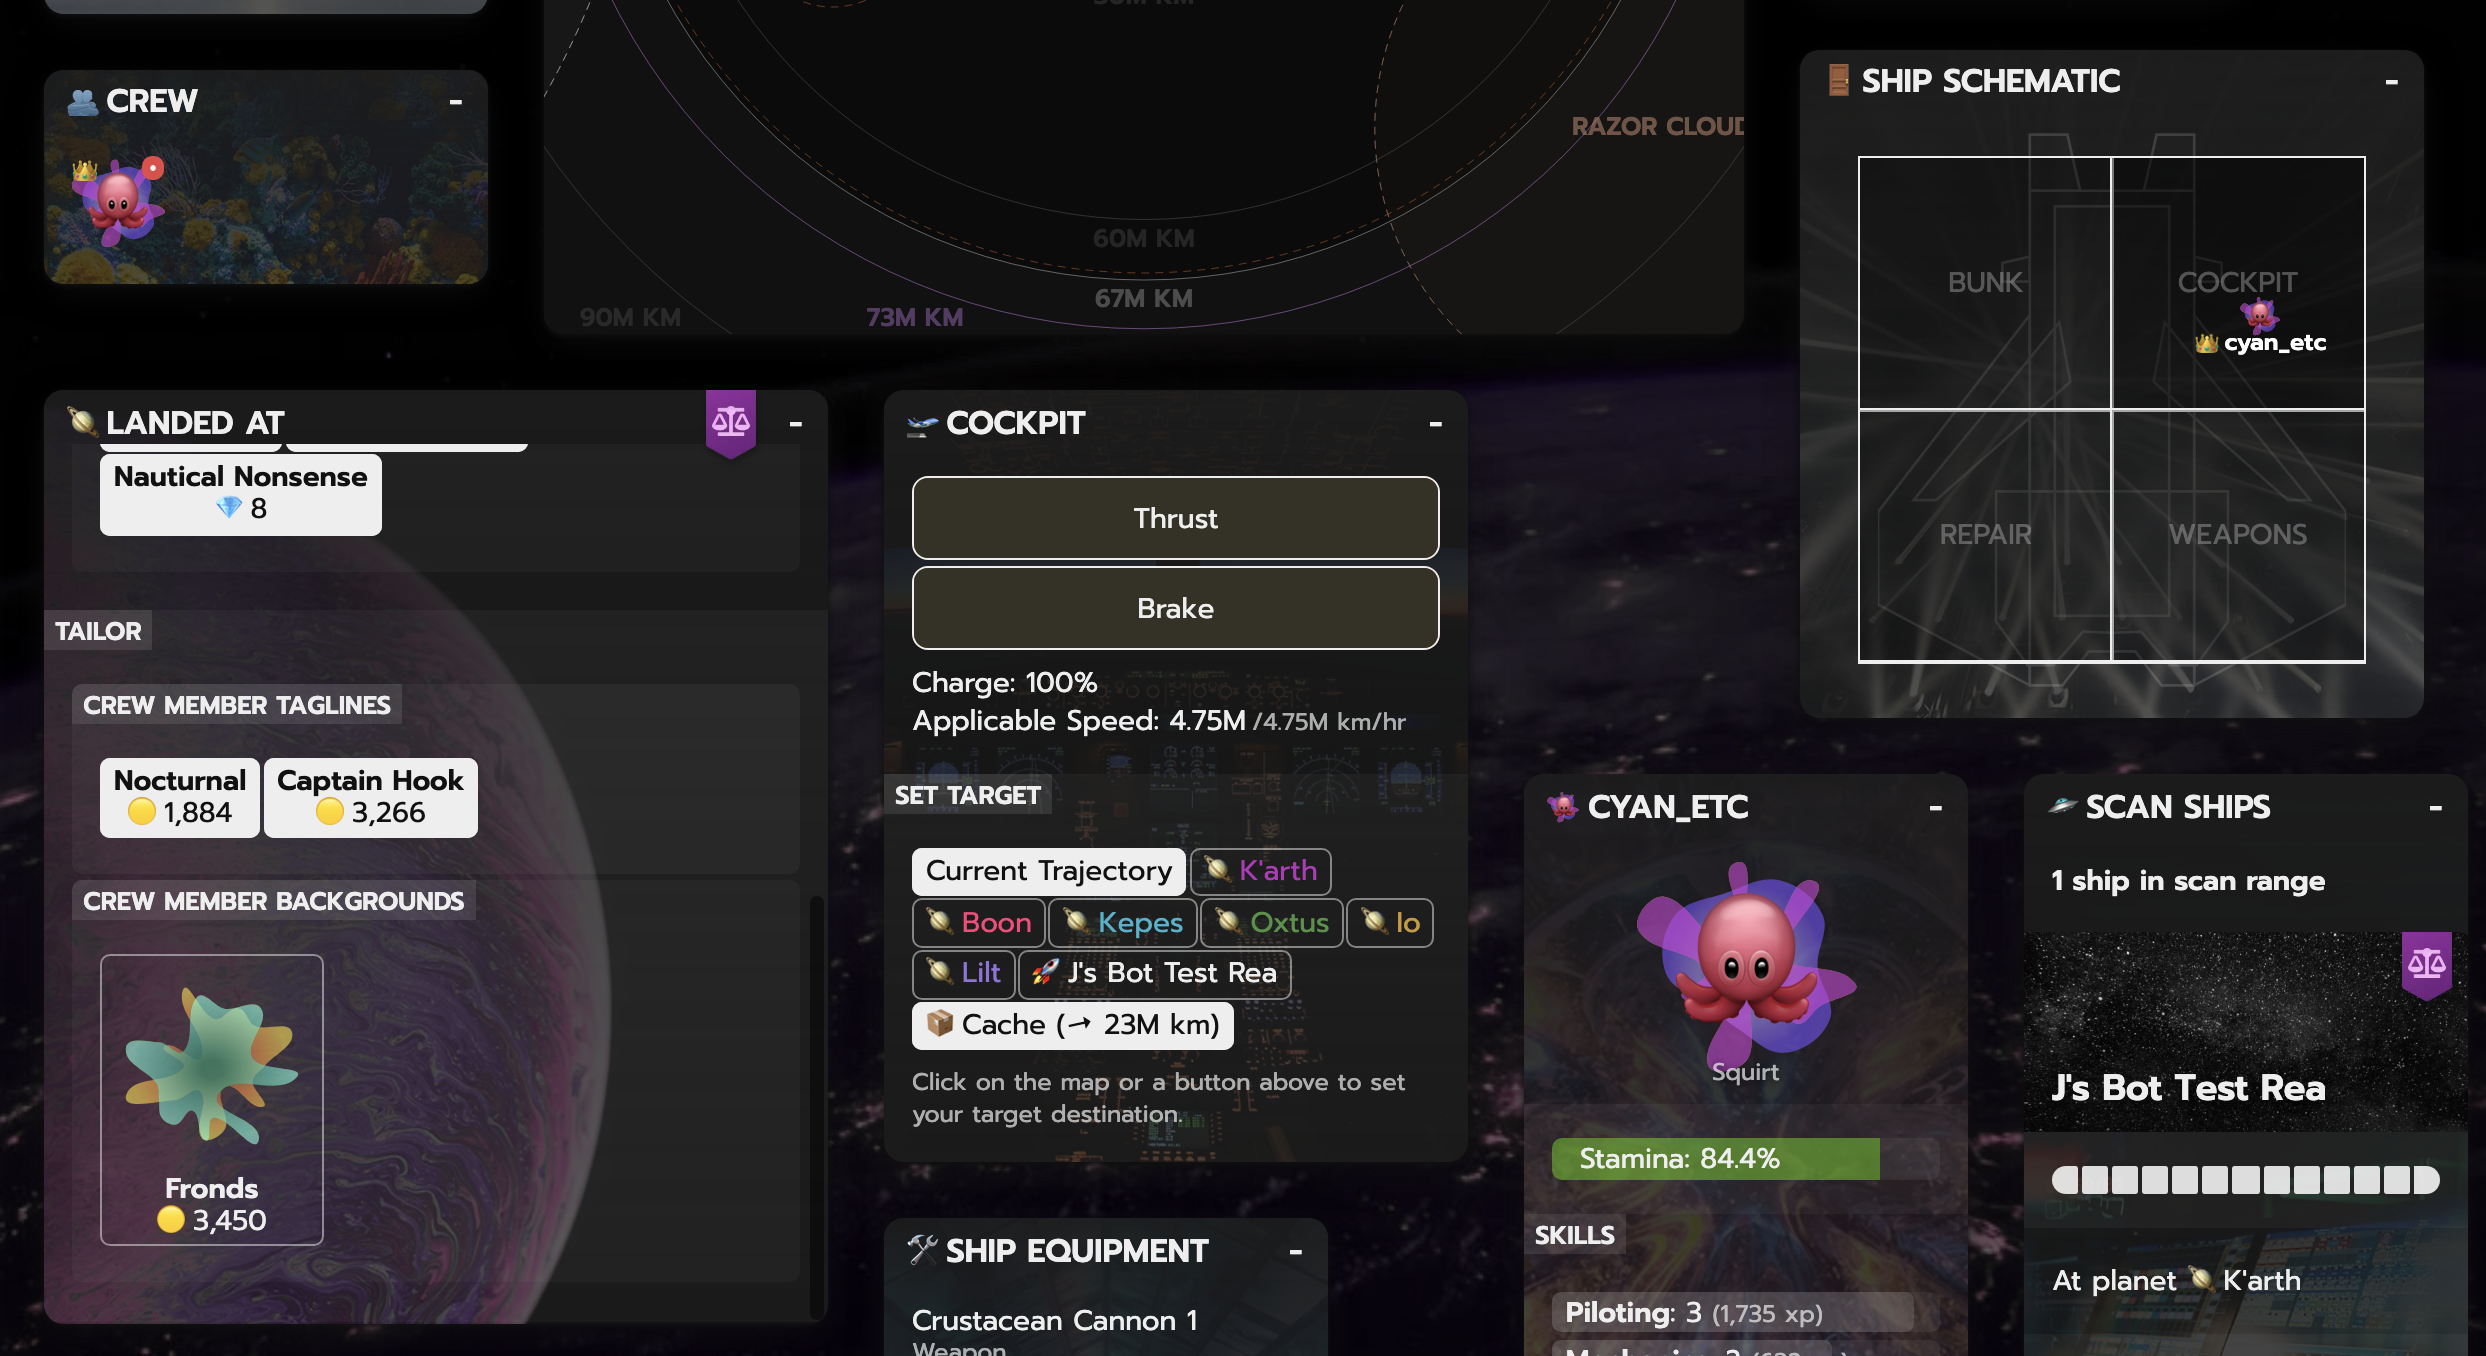 CREW
-
RAZOR CLOUD
60M KM
67M KM
90M KM
73M KM
SHIP SCHEMATIC
-
BUNK
COCKPIT
cyan_etc
REPAIR
WEAPONS
LANDED AT
-
Nautical Nonsense
8
TAILOR
CREW MEMBER TAGLINES
Nocturnal
1,884
Captain Hook
3,266
CREW MEMBER BACKGROUNDS
Fronds
3,450
COCKPIT
-
Thrust
Brake
Charge: 100%
Applicable Speed: 4.75M /4.75M km/hr
SET TARGET
Current Trajectory K'arth
Boon Kepes Oxtus Io
Lilt J's Bot Test Rea
Cache (→ 23M km)
Click on the map or a button above to set
your target destination.
SHIP EQUIPMENT
-
Crustacean Cannon 1
Weapon
CYAN_ETC
-
Squirt
Stamina: 84.4%
SKILLS
Piloting: 3 (1,735 xp)
SCAN SHIPS
-
1 ship in scan range
J's Bot Test Rea
At planet K'arth